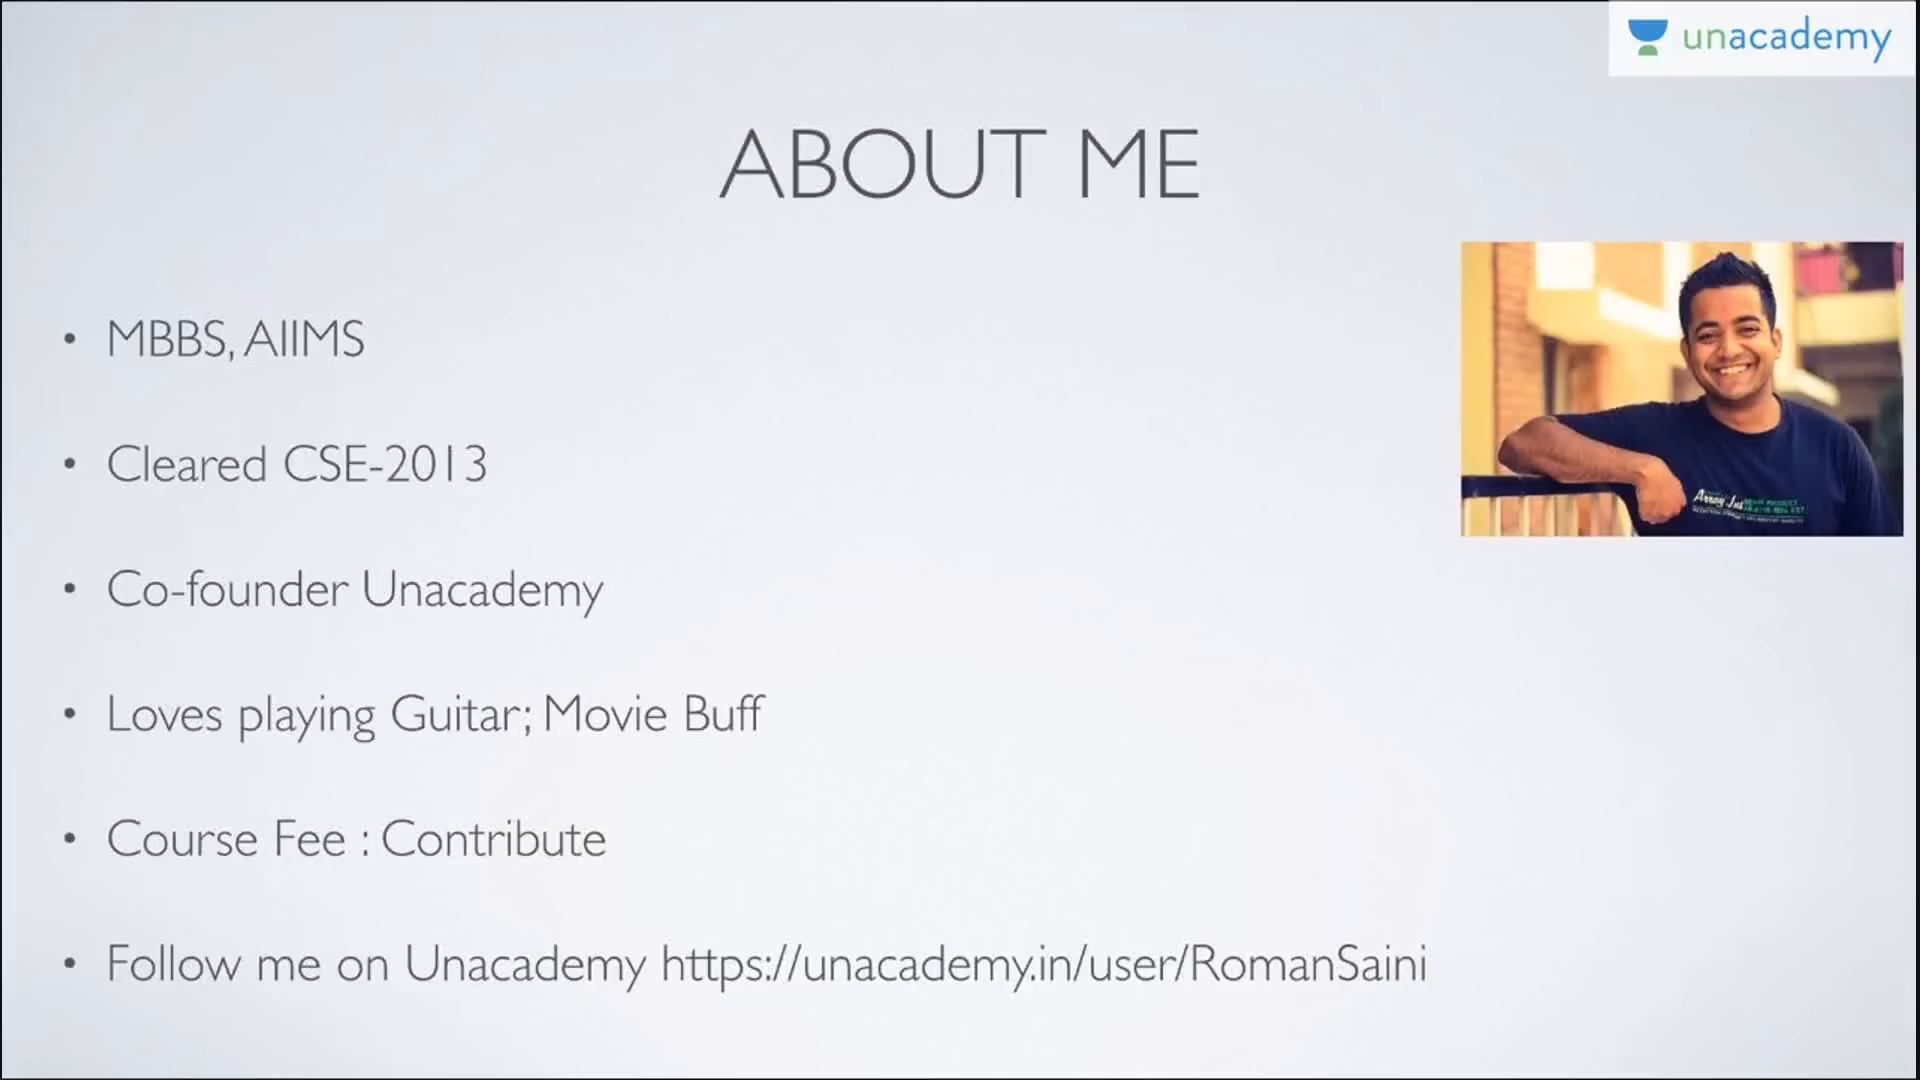 unacademy
ABOUT ME
• MBBS, AIIMS
• Cleared CSE-2013
• Co-founder Unacademy
• Loves playing Guitar; Movie Buff
• Course Fee : Contribute
• Follow me on Unacademy https://unacademy.in/user/RomanSaini